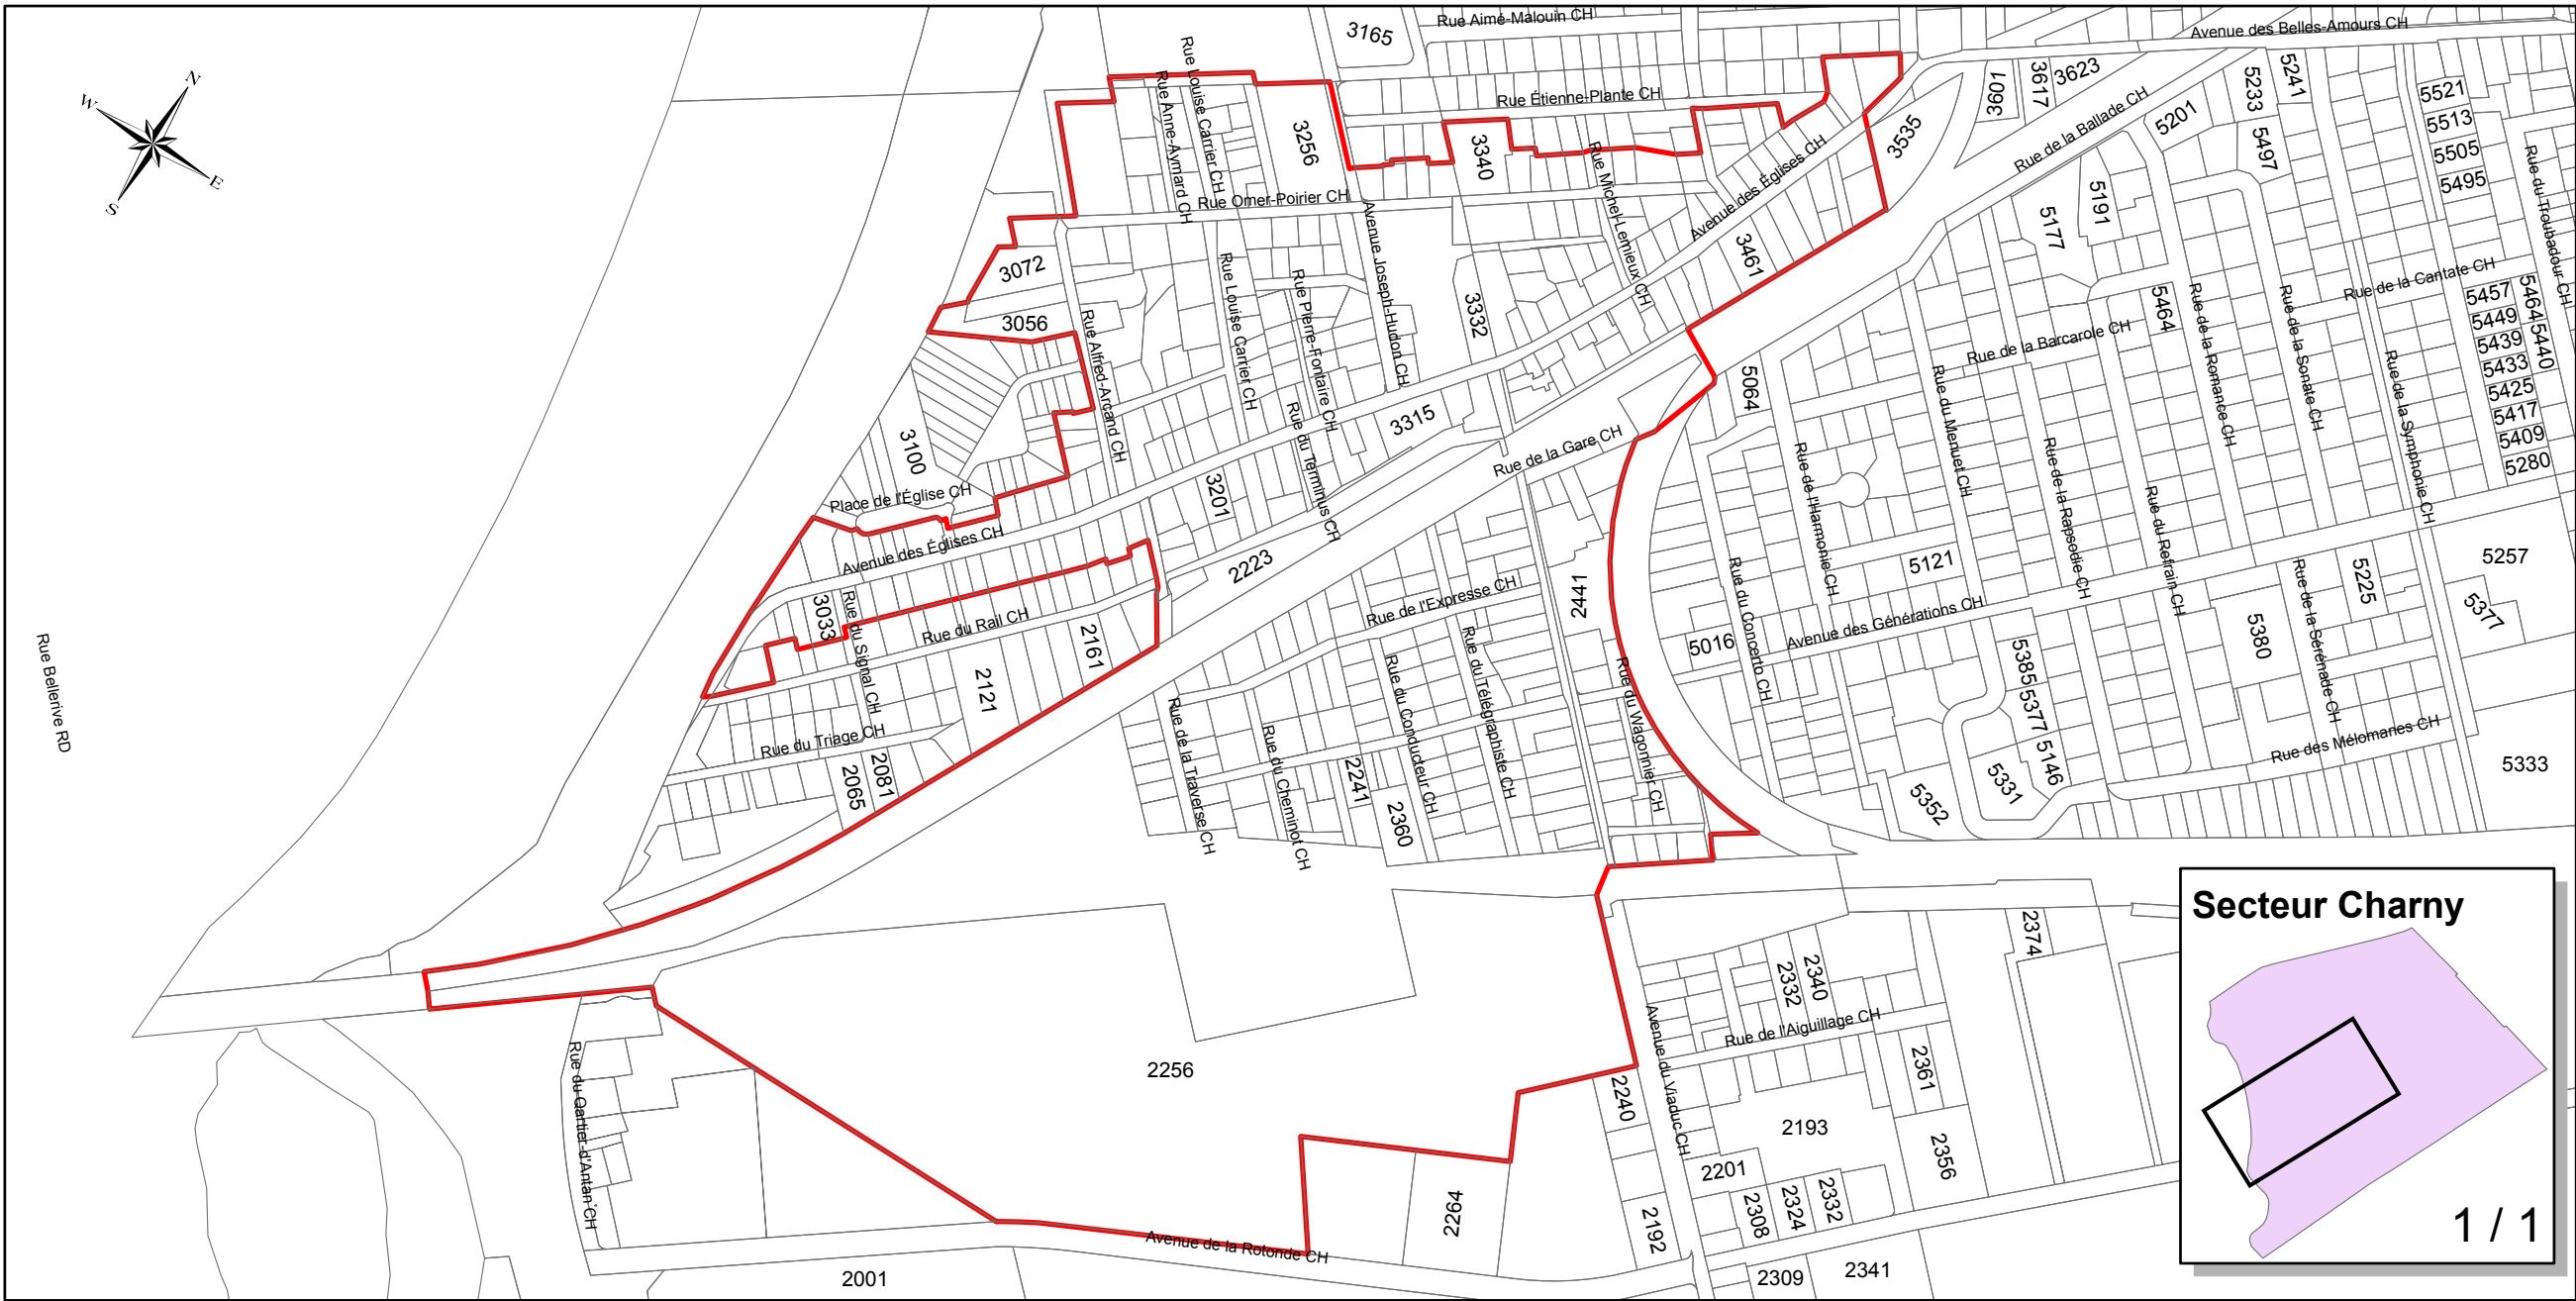 Rue Aimé-Malouin CH
3165
Avenue des Belles-Amours CH
Rue Louise Carrier CH
Rue Anne-Aymard CH
3256
Rue Étienne-Plante CH
3340
3535
3601
3617
3623
Rue de la Ballade CH
5201
5233
5241
5497
5521
5513
5505
5495
Rue du Troubadour CH
N
W
E
S
Rue Omer-Poirier CH
Rue Michel-Lemieux CH
Avenue des Églises CH
5191
5177
3461
3072
3056
Rue Alfred-Arcand CH
Rue Louise Carrier CH
Rue Pierre-Fontaine CH
Avenue Joseph-Hudon CH
3332
Rue de la Cantate CH
5457
5449
5439
5433
5425
5417
5409
5280
5464
5440
5464
Rue de la Barcarole CH
Rue de la Romance CH
Rue de la Sonate CH
Rue de la Symphonie CH
5064
Rue du Menuet CH
3100
3315
Rue de la Gare CH
Rue du Terminus CH
3201
Place de l'Église CH
Avenue des Églises CH
2223
Rue de l'Harmonie CH
Rue de la Rapsodie CH
Rue du Refrain CH
5121
5257
5225
5377
Rue de l'Expresse CH
2441
Rue du Concerto CH
5016
Avenue des Générations CH
Rue de la Sérénade CH
5380
3033
Rue du Signal CH
Rue du Rail CH
2161
2121
Rue Bellerive RD
Rue du Triage CH
2065
2081
Rue de la Traverse CH
Rue du Cheminot CH
2241
Rue du Conducteur CH
2360
Rue du Télégraphiste CH
Rue du Wagonnier CH
5385
5377
5146
5331
5352
Rue des Mélomanes CH
5333
2374
2332
2340
Rue de l'Aiguillage CH
2361
Rue du Qartier-d'Antan CH
2256
2240
Avenue du Viaduc CH
2193
2356
2201
2264
2192
2308
2324
2332
Avenue de la Rotonde CH
2001
2309
2341
Secteur Charny
1 / 1